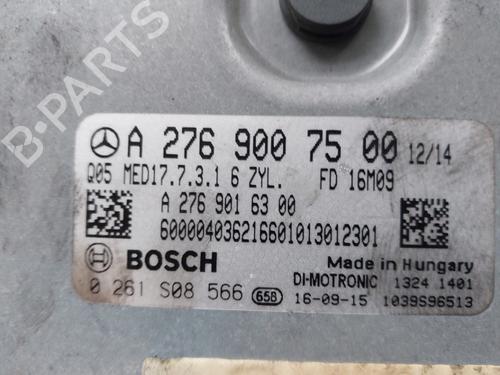 A 276 900 75 00 12/14
Q05 MED17.7.3.1 6 ZYL. FD 16M09
A 276 901 63 00
600004036216601013012301
BOSCH Made in Hungary
DI-MOTRONIC 1324 1401
0 261 S08 566 658 16-09-15 1039S96513
B-PARTS